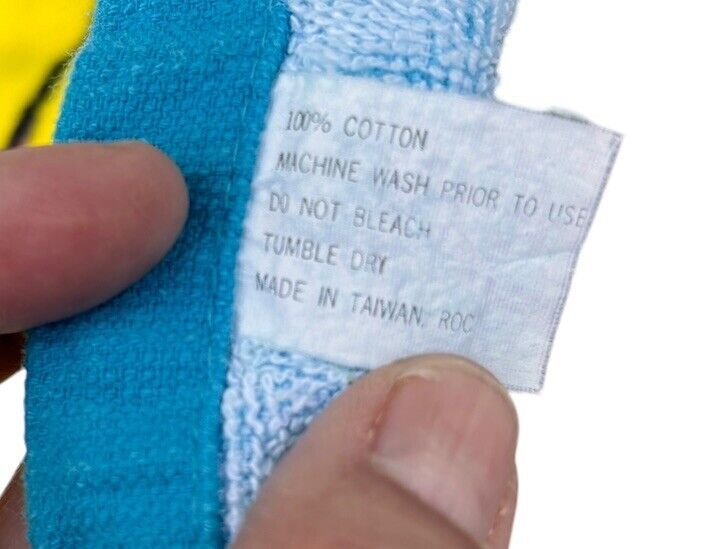 100% COTTON
MACHINE WASH PRIOR TO USE
DO NOT BLEACH
TUMBLE DRY
MADE IN TAIWAN, ROC